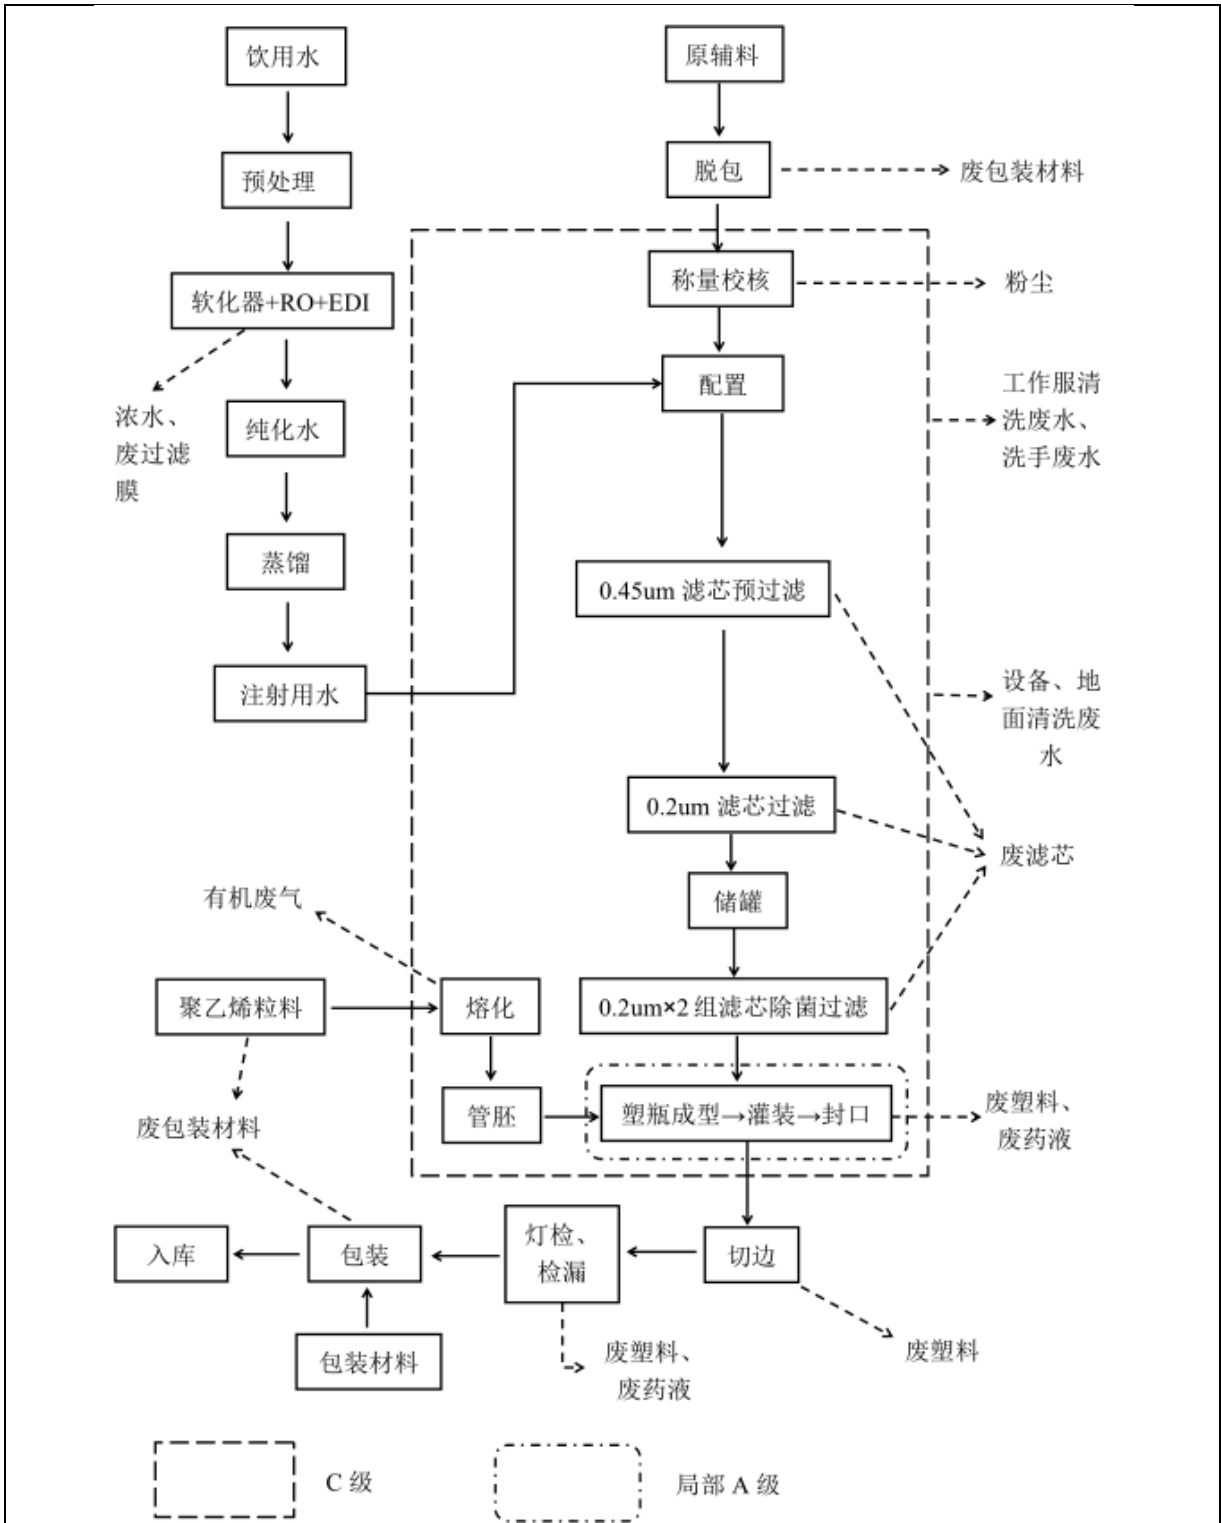 饮用水
原辅料
预处理
脱包
废包装材料
软化器+RO+EDI
称量校核
粉尘
浓水、
废过滤
膜
纯化水
配置
工作服清
洗废水、
洗手废水
蒸馏
0.45um 滤芯预过滤
注射用水
设备、地
面清洗废
水
0.2um 滤芯过滤
废滤芯
有机废气
储罐
聚乙烯粒料
熔化
0.2um×2 组滤芯除菌过滤
废包装材料
管胚
塑瓶成型→灌装→封口
废塑料、
废药液
入库
包装
灯检、
检漏
切边
包装材料
废塑料、
废药液
废塑料
C 级
局部 A 级